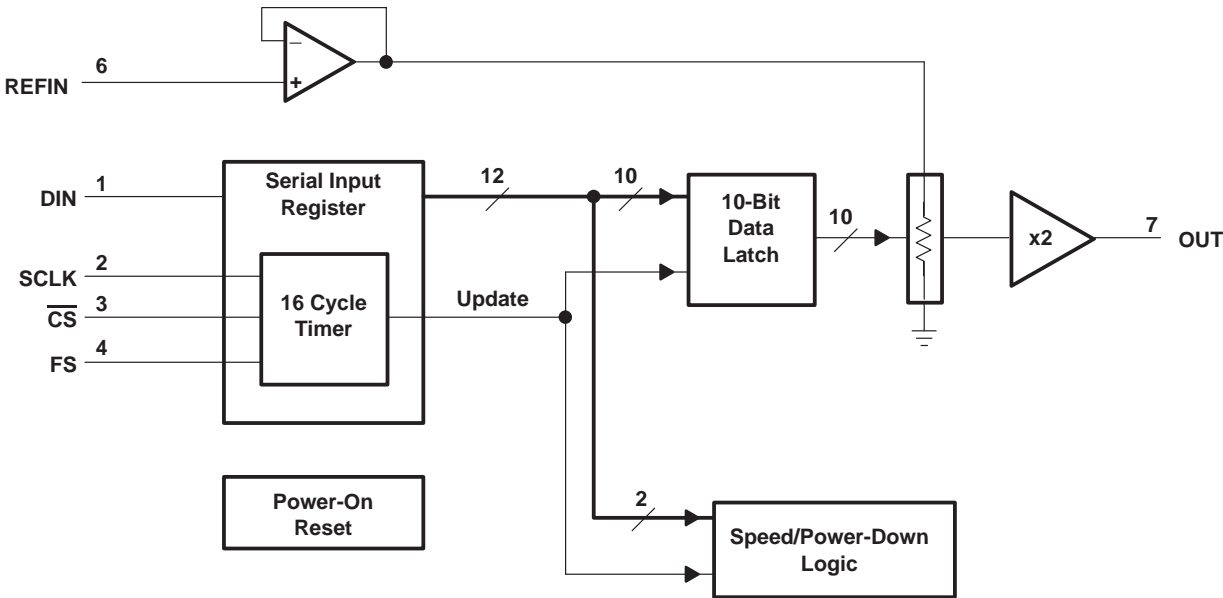 6
REFIN
–
+
DIN
1
Serial Input
Register
12
10
10-Bit
Data
Latch
10
x2
7
OUT
SCLK
2
C̅S̅
3
FS
4
16 Cycle
Timer
Update
Power-On
Reset
2
Speed/Power-Down
Logic